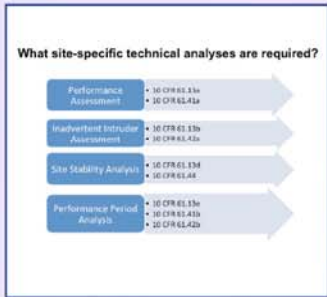 What site-specific technical analyses are required?
Performance
Assessment
• 10 CFR 61.13a
• 10 CFR 61.41a
Inadvertent Intruder
Assessment
• 10 CFR 61.13b
• 10 CFR 61.42a
Site Stability Analysis
• 10 CFR 61.13d
• 10 CFR 61.44
Performance Period
Analysis
• 10 CFR 61.13e
• 10 CFR 61.41b
• 10 CFR 61.42b